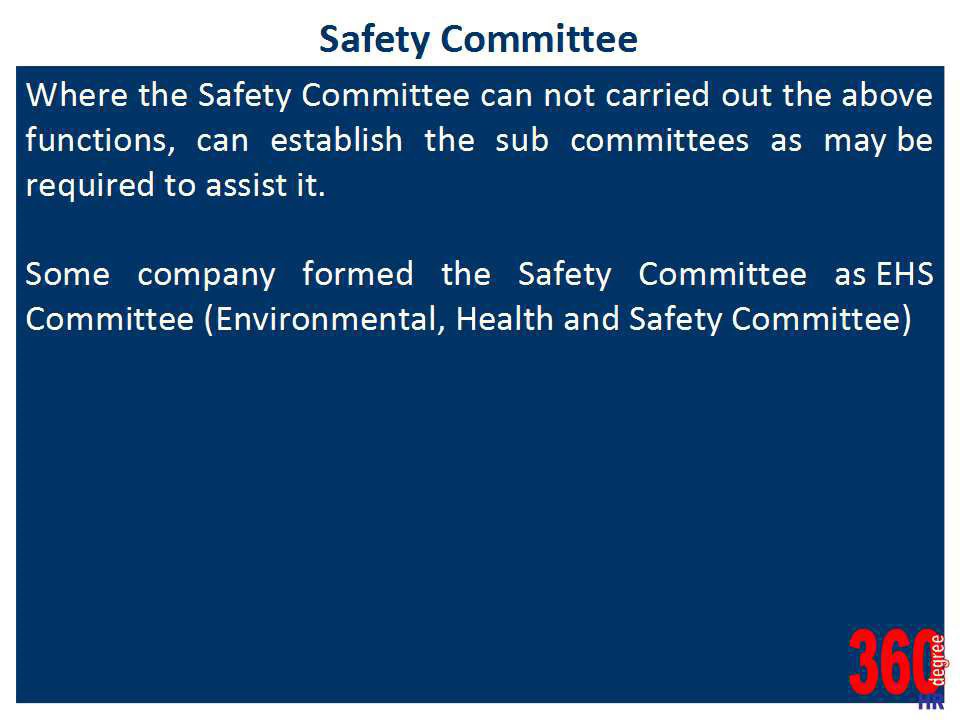 Safety Committee
Where the Safety Committee can not carried out the above
functions, can establish the sub committees as may be
required to assist it.
Some company formed the Safety Committee as EHS
Committee (Environmental, Health and Safety Committee)
360
degree
HR